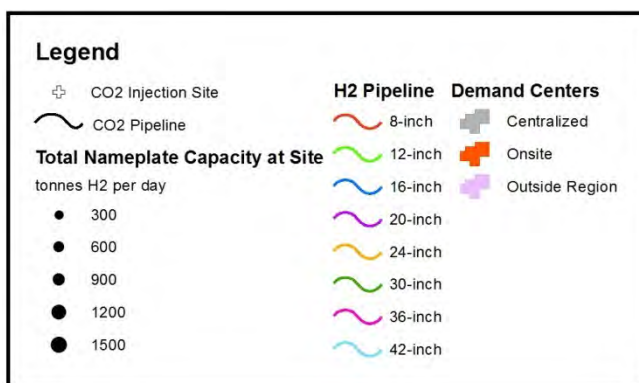 Legend
CO2 Injection Site
CO2 Pipeline
Total Nameplate Capacity at Site
tonnes H2 per day
300
600
900
1200
1500
H2 Pipeline
8-inch
12-inch
16-inch
20-inch
24-inch
30-inch
36-inch
42-inch
Demand Centers
Centralized
Onsite
Outside Region